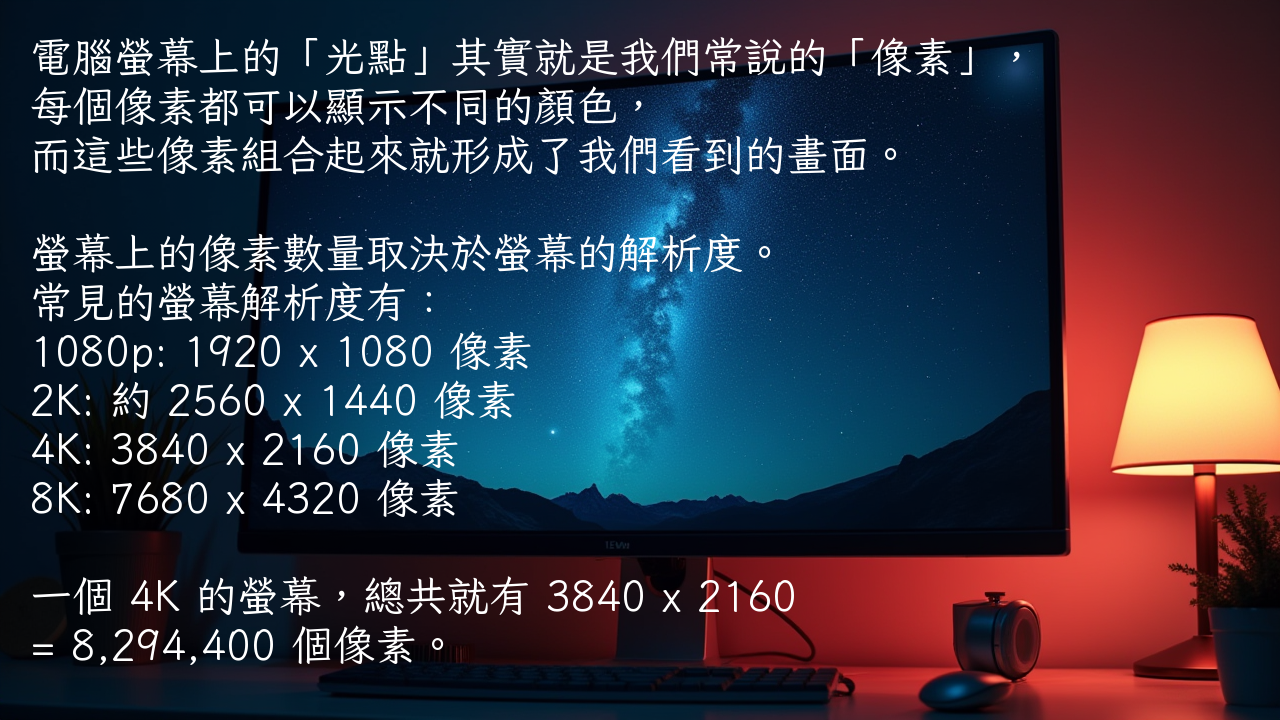 電腦螢幕上的「光點」其實就是我們常說的「像素」，
每個像素都可以顯示不同的顏色，
而這些像素組合起來就形成了我們看到的畫面。
螢幕上的像素數量取決於螢幕的解析度。
常見的螢幕解析度有：
1080p: 1920 x 1080 像素
2K: 約 2560 x 1440 像素
4K: 3840 x 2160 像素
8K: 7680 x 4320 像素
一個 4K 的螢幕，總共就有 3840 x 2160
= 8,294,400 個像素。